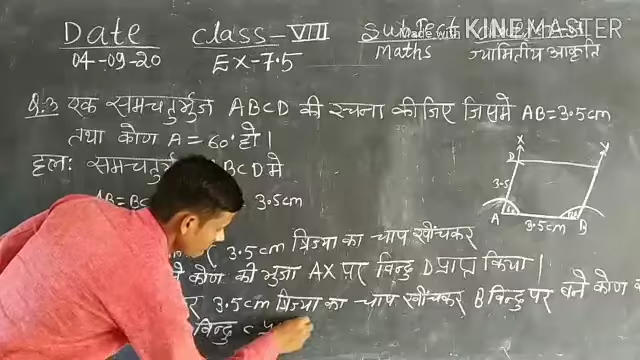 Date class-VIII Subject
Made with KINEMASTER
04-09-20 EX-7.5 Maths ज्यामितीय आकृति
Q.3 एक समचतुर्भुज ABCD की रचना कीजिए जिसमे AB=3.5cm
तथा कोण A = 60° हो।
हलः समचतुर्भुज ABCD मे
AB=BC 3.5cm
3.5cm त्रिज्या का चाप खींचकर
कोण की भुजा AX पर बिन्दु D प्राप्त किया।
3.5cm त्रिज्या का चाप खींचकर B बिन्दु पर बने कोण
बिन्दु C
X
Y
D
3.5
A 3.5cm B